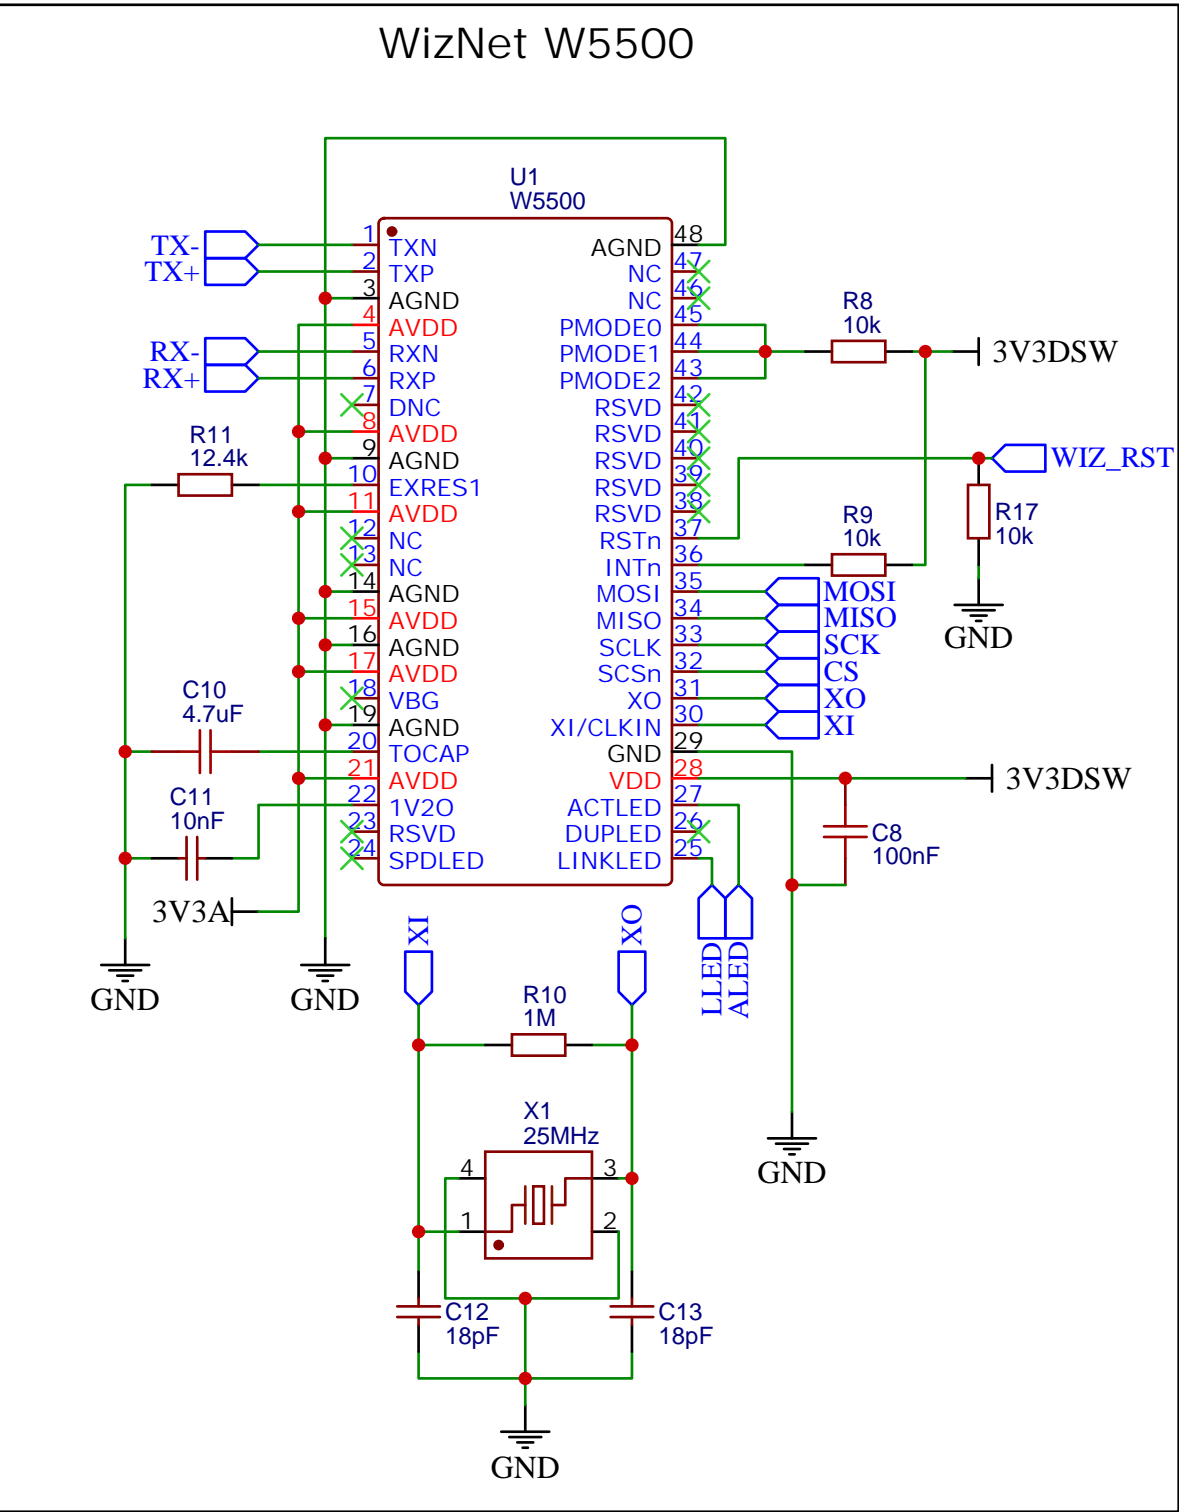 WizNet W5500
U1
W5500
TX-
TX+
RX-
RX+
1 TXN
2 TXP
3 AGND
4 AVDD
5 RXN
6 RXP
7 DNC
8 AVDD
9 AGND
10 EXRES1
11 AVDD
12 NC
13 NC
14 AGND
15 AVDD
16 AGND
17 AVDD
18 VBG
19 AGND
20 TOCAP
21 AVDD
22 1V2O
23 RSVD
24 SPDLED
AGND 48
NC 47
NC 46
PMODE0 45
PMODE1 44
PMODE2 43
RSVD 42
RSVD 41
RSVD 40
RSVD 39
RSVD 38
RSTn 37
INTn 36
MOSI 35
MISO 34
SCLK 33
SCSn 32
XO 31
XI/CLKIN 30
GND 29
VDD 28
ACTLED 27
DUPLED 26
LINKLED 25
R11
12.4k
C10
4.7uF
C11
10nF
3V3A
GND
GND
R8
10k
3V3DSW
WIZ_RST
R17
10k
GND
R9
10k
MOSI
MISO
SCK
CS
XO
XI
3V3DSW
C8
100nF
LLED
ALED
GND
XI
XO
R10
1M
X1
25MHz
4
3
1
2
C12
18pF
C13
18pF
GND